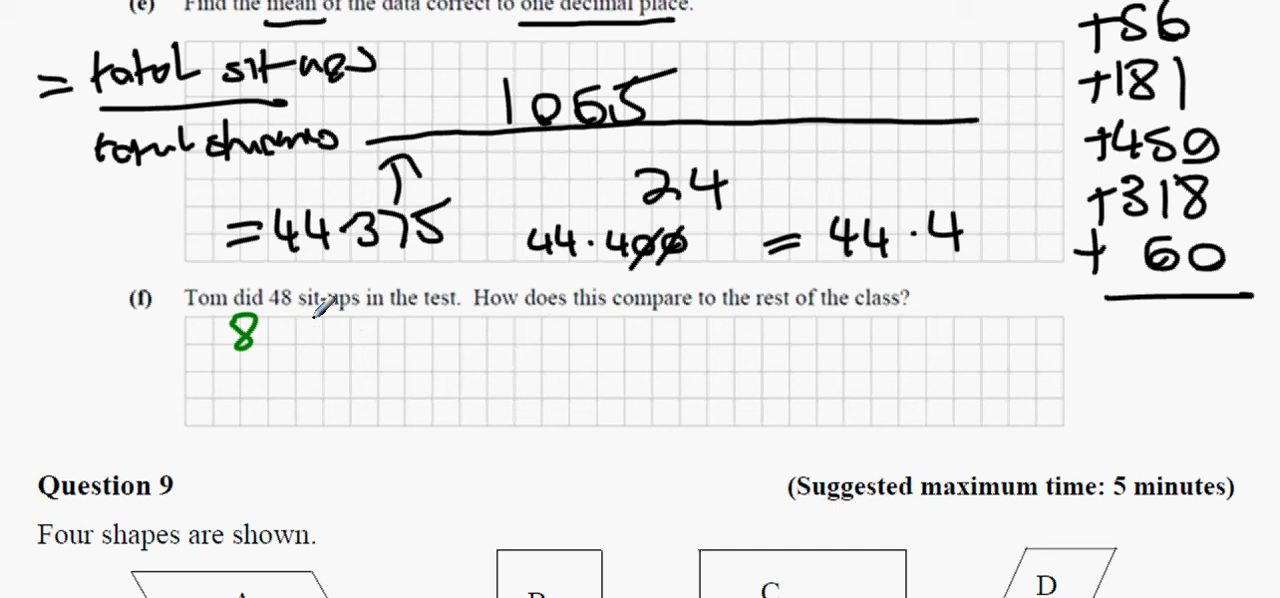 (e) Find the mean of the data correct to one decimal place.
= total sit-ups
total students
1065
24
= 44.375
44.400 = 44.4
+56
+181
+459
+318
+ 60
(f) Tom did 48 sit-ups in the test. How does this compare to the rest of the class?
8
Question 9 (Suggested maximum time: 5 minutes)
Four shapes are shown.
A B C D